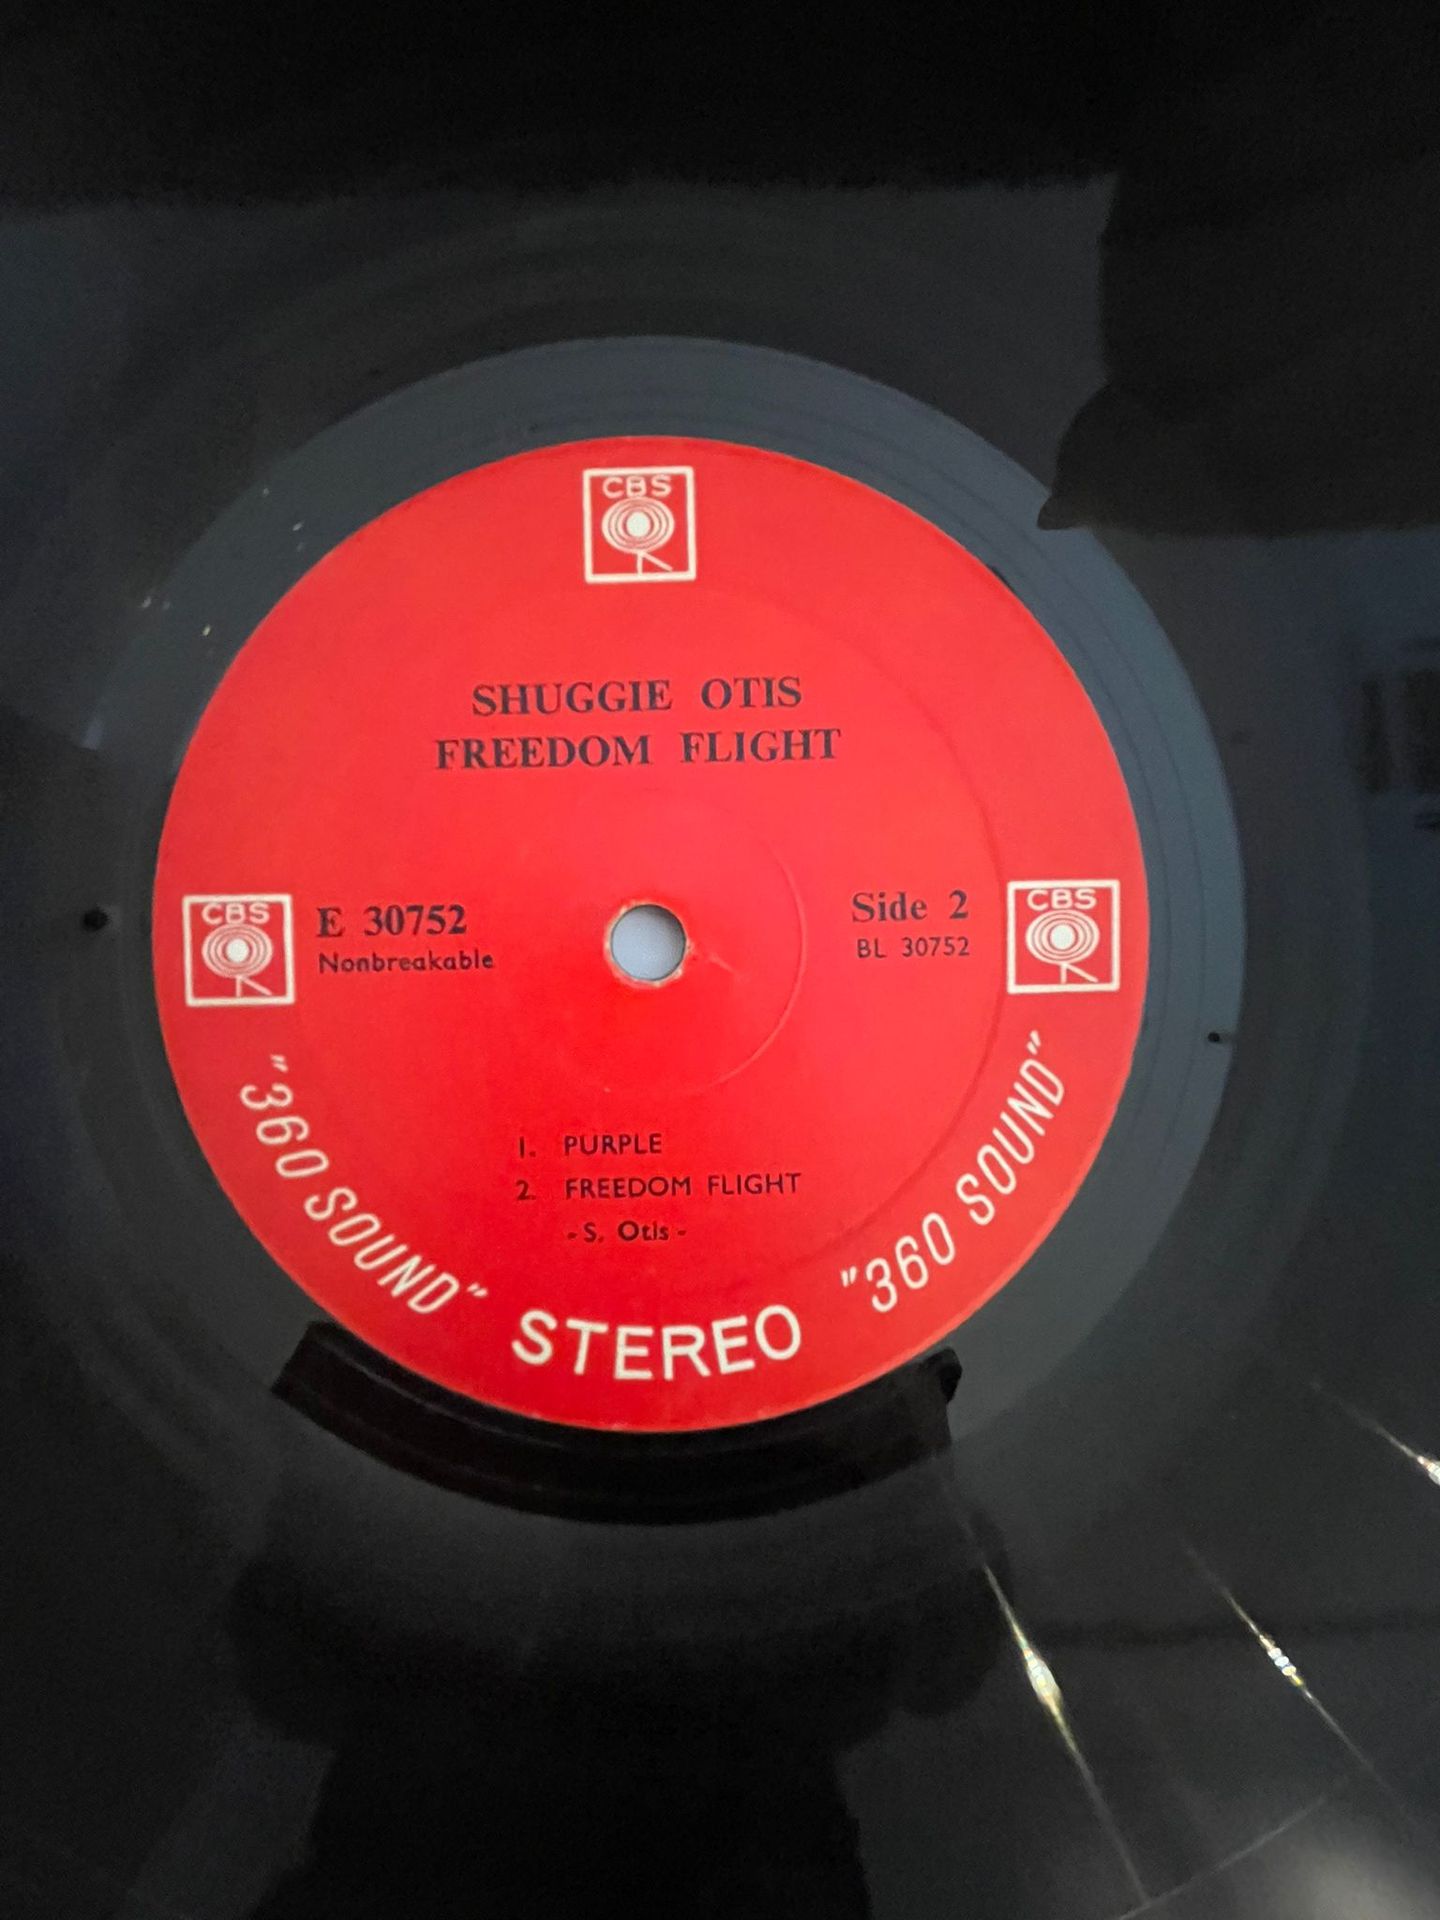 CBS
SHUGGIE OTIS
FREEDOM FLIGHT
CBS
E 30752
Nonbreakable
Side 2
BL 30752
CBS
1. PURPLE
2. FREEDOM FLIGHT
- S. Otis -
"360 SOUND"
STEREO
"360 SOUND"